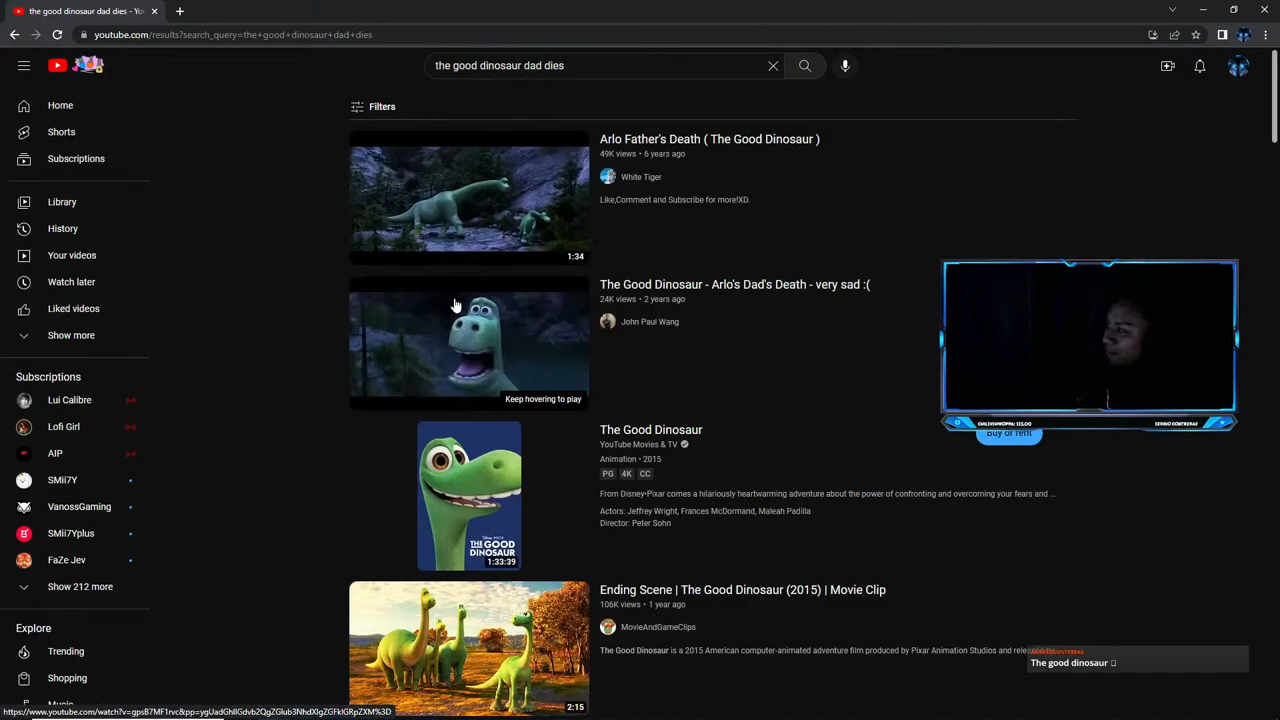 the good dinosaur dad dies - Yo
youtube.com/results?search_query=the+good+dinosaur+dad+dies
the good dinosaur dad dies
Home
Shorts
Subscriptions
Library
History
Your videos
Watch later
Liked videos
Show more
Subscriptions
Lui Calibre
Lofi Girl
AIP
SMii7Y
VanossGaming
SMii7Yplus
FaZe Jev
Show 212 more
Explore
Trending
Shopping
Music
Filters
Arlo Father's Death ( The Good Dinosaur )
49K views • 6 years ago
White Tiger
Like,Comment and Subscribe for more!XD.
1:34
The Good Dinosaur - Arlo's Dad's Death - very sad :(
24K views • 2 years ago
John Paul Wang
Keep hovering to play
The Good Dinosaur
YouTube Movies & TV
Animation • 2015
PG 4K CC
From Disney•Pixar comes a hilariously heartwarming adventure about the power of confronting and overcoming your fears and ...
Actors: Jeffrey Wright, Frances McDormand, Maleah Padilla
Director: Peter Sohn
Buy or rent
THE GOOD
DINOSAUR
1:33:39
Ending Scene | The Good Dinosaur (2015) | Movie Clip
106K views • 1 year ago
MovieAndGameClips
The Good Dinosaur is a 2015 American computer-animated adventure film produced by Pixar Animation Studios and
2:15
SERGIO CONTRERAS
The good dinosaur